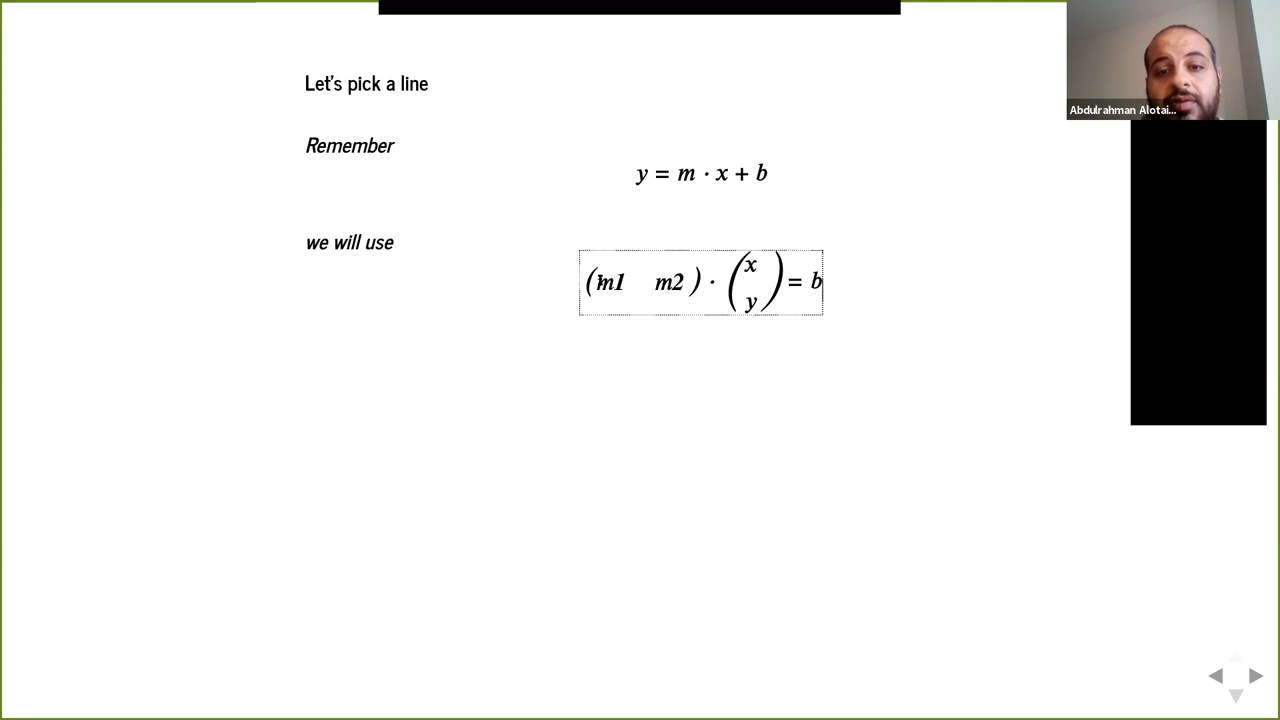 Let's pick a line
Remember
y = m · x + b
we will use
(m1 m2) · (x y) = b
Abdulrahman Alotai...